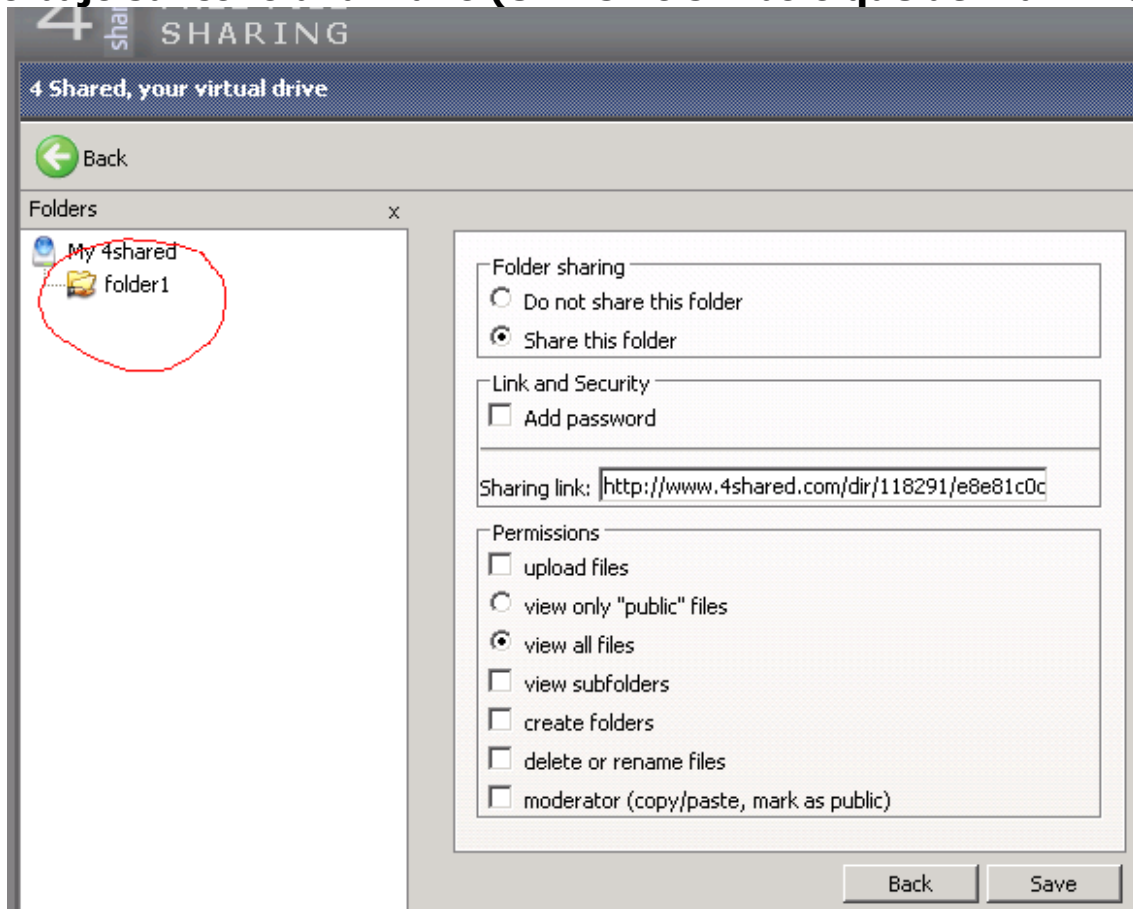 4 shar
SHARING
4 Shared, your virtual drive
Back
Folders x
My 4shared
folder1
Folder sharing
Do not share this folder
Share this folder
Link and Security
Add password
Sharing link: http://www.4shared.com/dir/118291/e8e81c0c
Permissions
upload files
view only "public" files
view all files
view subfolders
create folders
delete or rename files
moderator (copy/paste, mark as public)
Back Save